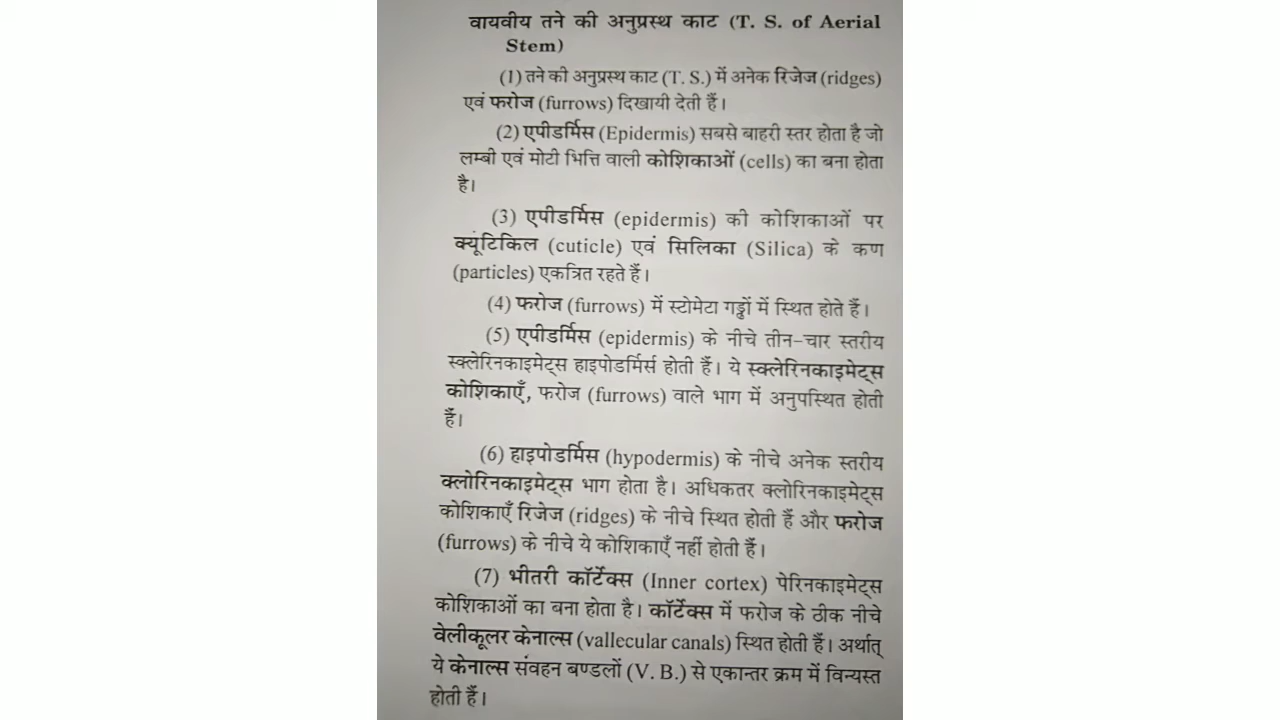 वायवीय तने की अनुप्रस्थ काट (T. S. of Aerial
Stem)
(1) तने की अनुप्रस्थ काट (T. S.) में अनेक रिजेज (ridges)
एवं फरोज (furrows) दिखायी देती हैं।
(2) एपीडर्मिस (Epidermis) सबसे बाहरी स्तर होता है जो
लम्बी एवं मोटी भित्ति वाली कोशिकाओं (cells) का बना होता
है।
(3) एपीडर्मिस (epidermis) की कोशिकाओं पर
क्यूंटिकिल (cuticle) एवं सिलिका (Silica) के कण
(particles) एकत्रित रहते हैं।
(4) फरोज (furrows) में स्टोमेटा गड्ढों में स्थित होते हैं।
(5) एपीडर्मिस (epidermis) के नीचे तीन-चार स्तरीय
स्क्लेरिनकाइमेट्स हाइपोडर्मिर्स होती हैं। ये स्क्लेरिनकाइमेट्स
कोशिकाएँ, फरोज (furrows) वाले भाग में अनुपस्थित होती
हैं।
(6) हाइपोडर्मिस (hypodermis) के नीचे अनेक स्तरीय
क्लोरिनकाइमेट्स भाग होता है। अधिकतर क्लोरिनकाइमेट्स
कोशिकाएँ रिजेज (ridges) के नीचे स्थित होती हैं और फरोज
(furrows) के नीचे ये कोशिकाएँ नहीं होती हैं।
(7) भीतरी कॉर्टेक्स (Inner cortex) पेरिनकाइमेट्स
कोशिकाओं का बना होता है। कॉर्टेक्स में फरोज के ठीक नीचे
वेलीकूलर केनाल्स (vallecular canals) स्थित होती हैं। अर्थात्
ये केनाल्स संवहन बण्डलों (V. B.) से एकान्तर क्रम में विन्यस्त
होती हैं।